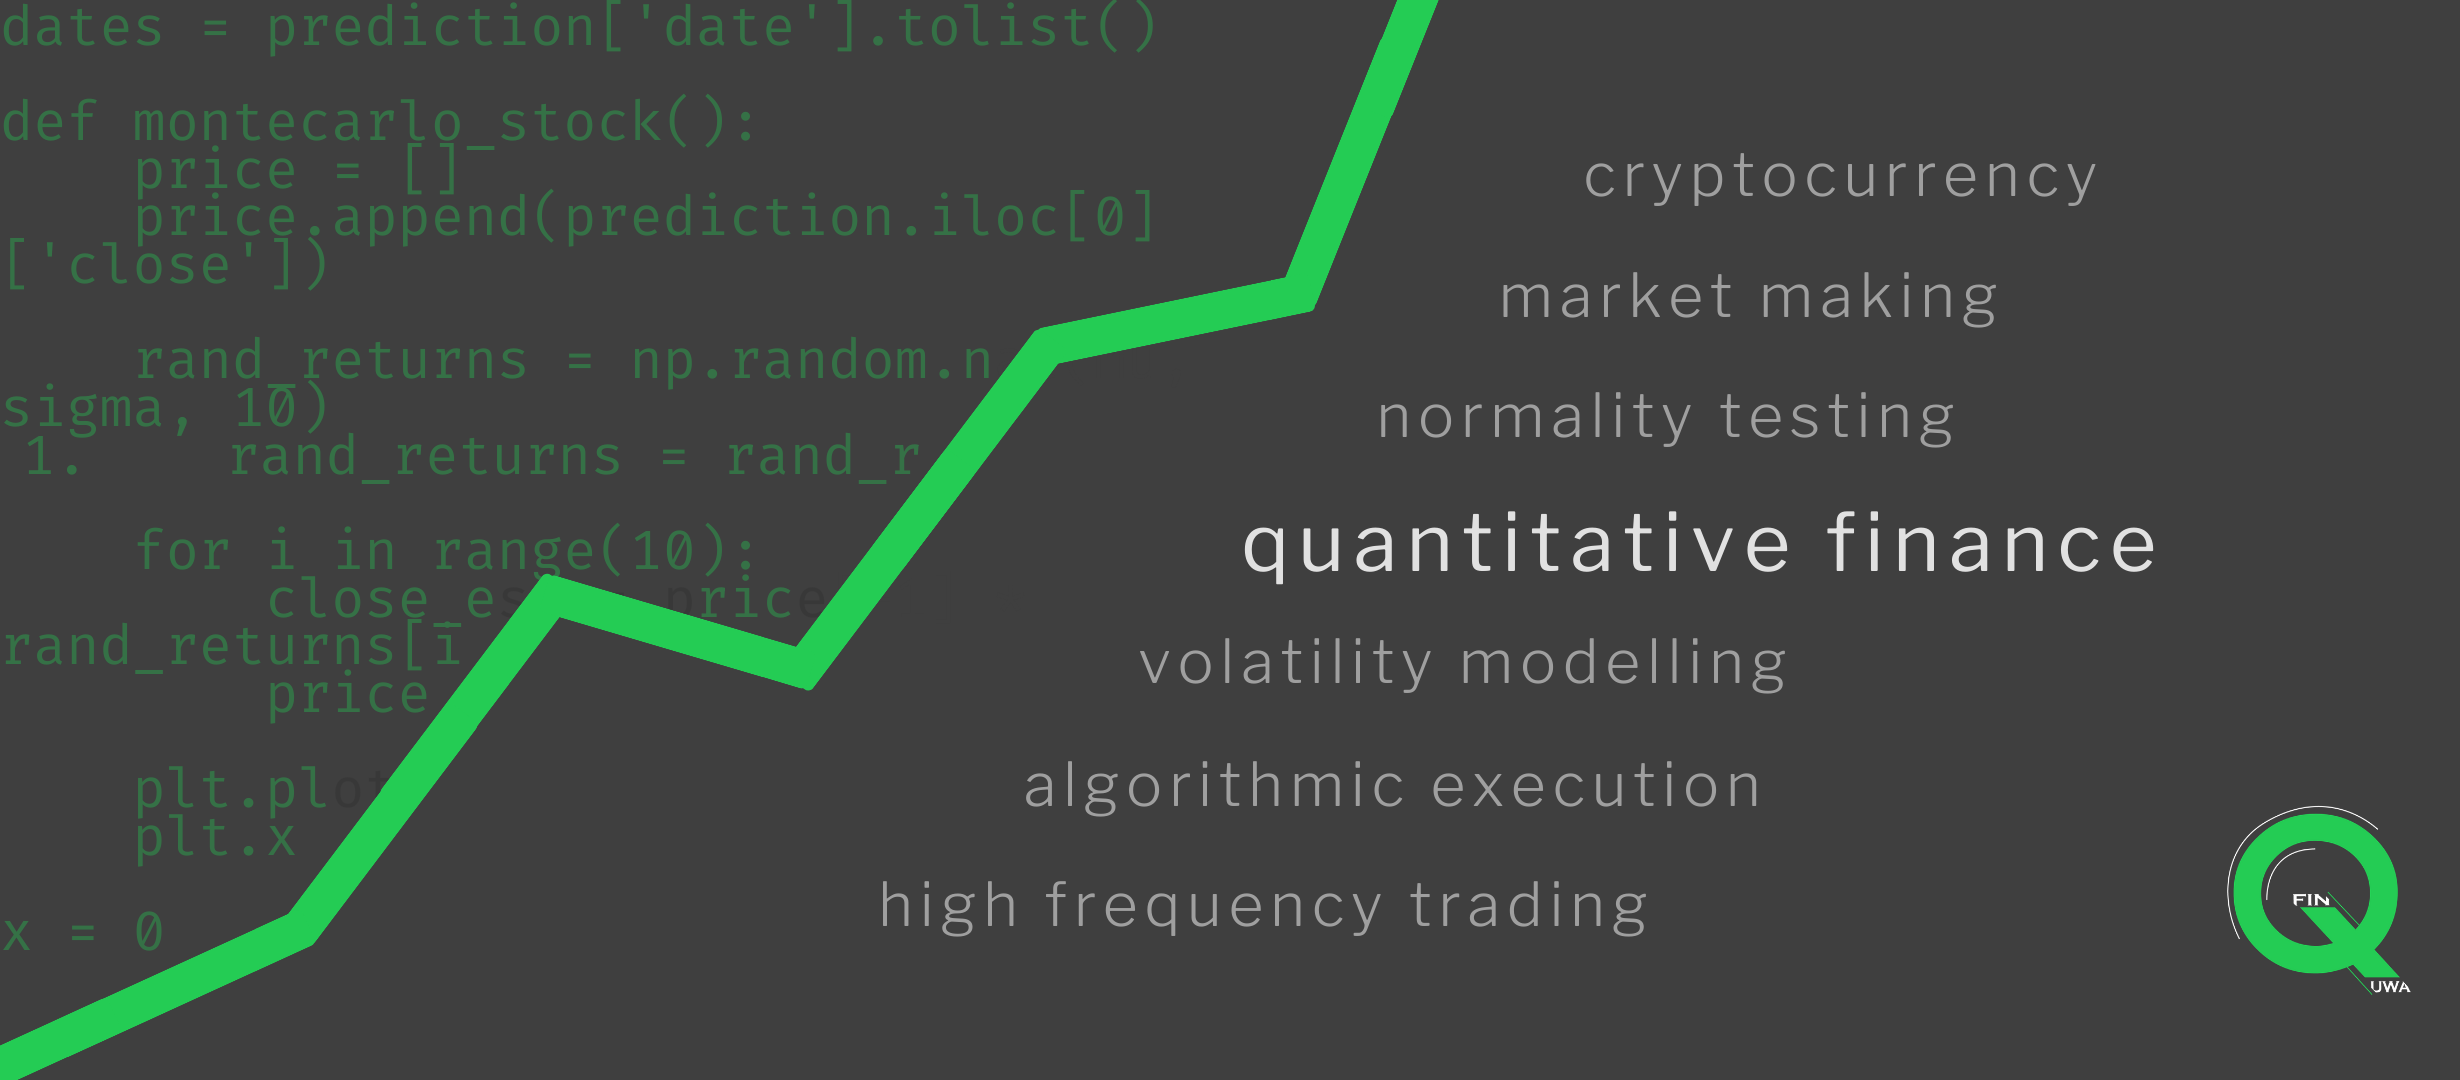 dates = prediction['date'].tolist()
def montecarlo_stock():
price = []
price.append(prediction.iloc[0]
['close'])
rand_returns = np.random.n
sigma, 10)
1. rand_returns = rand_r
for i in range(10):
close_es price
rand_returns[i
price
plt.plot
plt.x
x = 0
cryptocurrency
market making
normality testing
quantitative finance
volatility modelling
algorithmic execution
high frequency trading
FIN
UWA